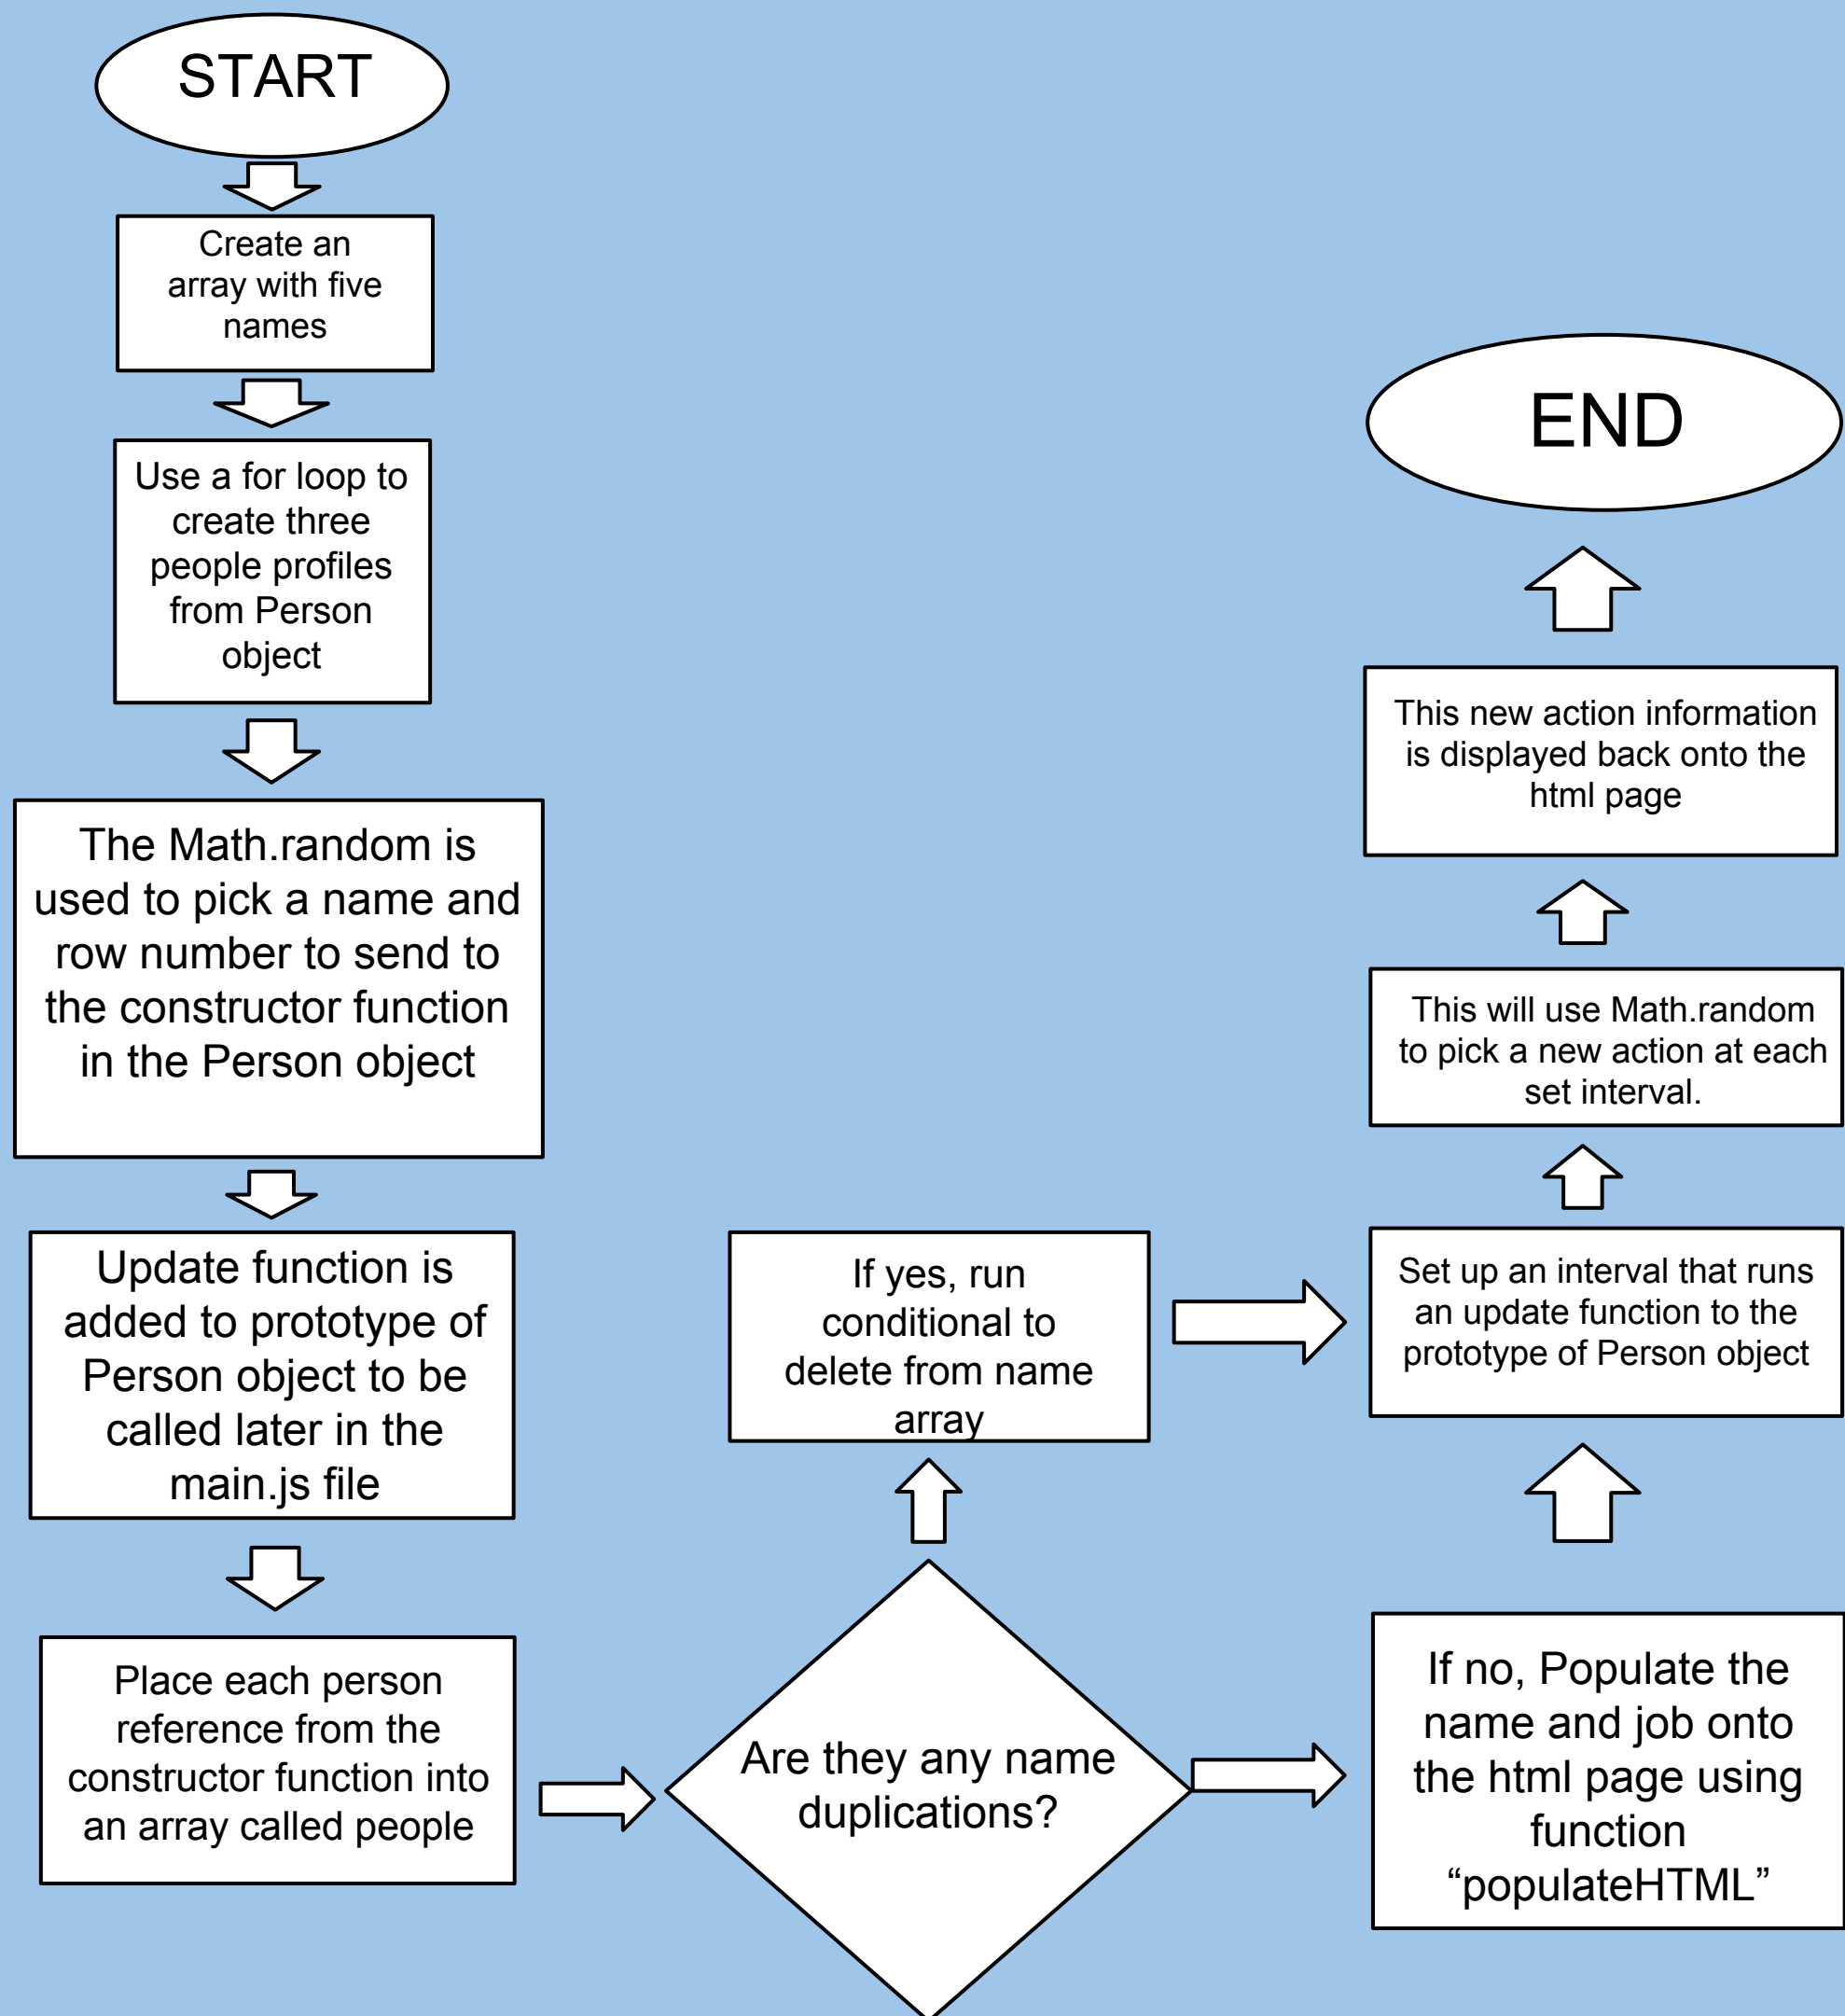 START
Create an
array with five
names
Use a for loop to
create three
people profiles
from Person
object
The Math.random is
used to pick a name and
row number to send to
the constructor function
in the Person object
Update function is
added to prototype of
Person object to be
called later in the
main.js file
Place each person
reference from the
constructor function into
an array called people
Are they any name
duplications?
If yes, run
conditional to
delete from name
array
If no, Populate the
name and job onto
the html page using
function
“populateHTML”
Set up an interval that runs
an update function to the
prototype of Person object
This will use Math.random
to pick a new action at each
set interval.
This new action information
is displayed back onto the
html page
END